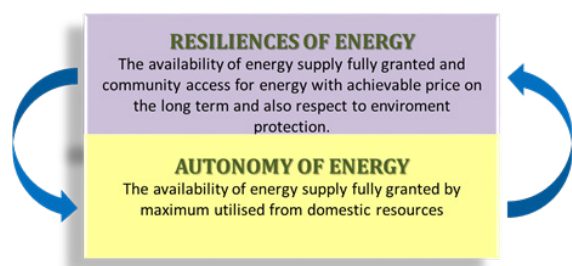 RESILIENCES OF ENERGY
The availability of energy supply fully granted and
community access for energy with achievable price on
the long term and also respect to enviroment
protection.
AUTONOMY OF ENERGY
The availability of energy supply fully granted by
maximum utilised from domestic resources